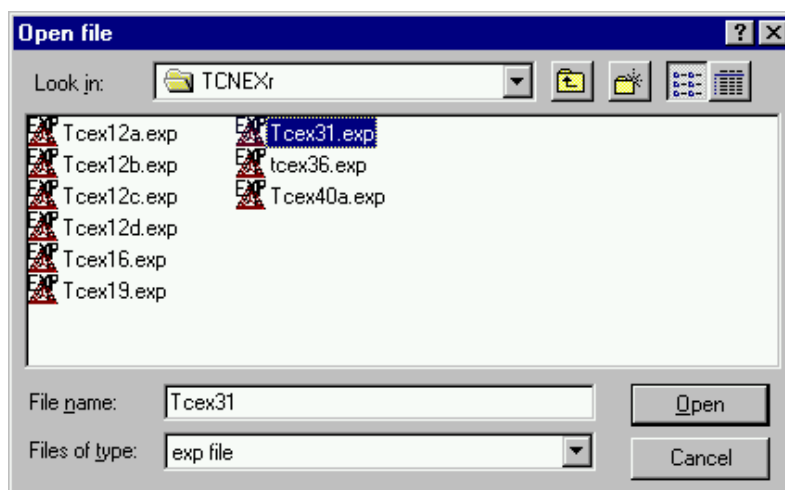 Open file
Look in: TCNEXr
Tcex12a.exp
Tcex12b.exp
Tcex12c.exp
Tcex12d.exp
Tcex16.exp
Tcex19.exp
Tcex31.exp
tcex36.exp
Tcex40a.exp
File name: Tcex31 Open
Files of type: exp file Cancel